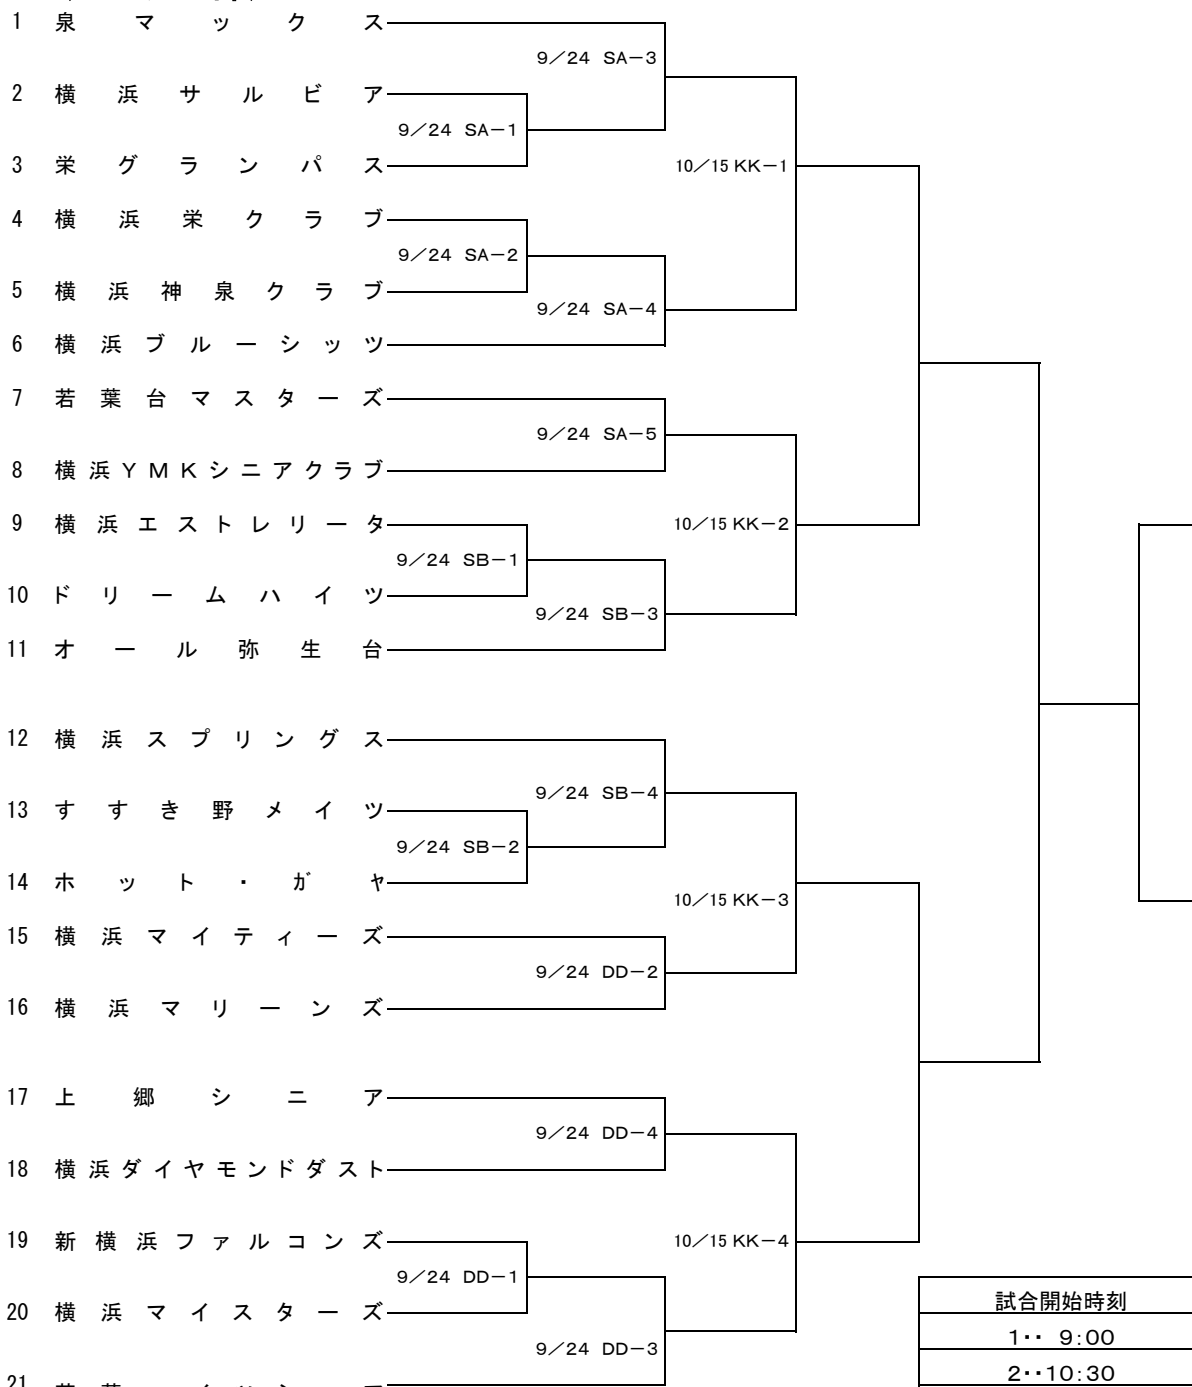 1 泉マックス
9／24 SA－3
2 横浜サルビア
9／24 SA－1
3 栄グランパス
10／15 KK－1
4 横浜栄クラブ
9／24 SA－2
5 横浜神泉クラブ
9／24 SA－4
6 横浜ブルーシッツ
7 若葉台マスターズ
9／24 SA－5
8 横浜YMKシニアクラブ
9 横浜エストレリータ
10／15 KK－2
9／24 SB－1
10 ドリームハイツ
9／24 SB－3
11 オール弥生台
12 横浜スプリングス
9／24 SB－4
13 すすき野メイツ
9／24 SB－2
14 ホット・ガヤ
10／15 KK－3
15 横浜マイティーズ
9／24 DD－2
16 横浜マリーンズ
17 上郷シニア
9／24 DD－4
18 横浜ダイヤモンドダスト
19 新横浜ファルコンズ
10／15 KK－4
9／24 DD－1
試合開始時刻
20 横浜マイスターズ
1‥ 9:00
9／24 DD－3
2‥10:30
21